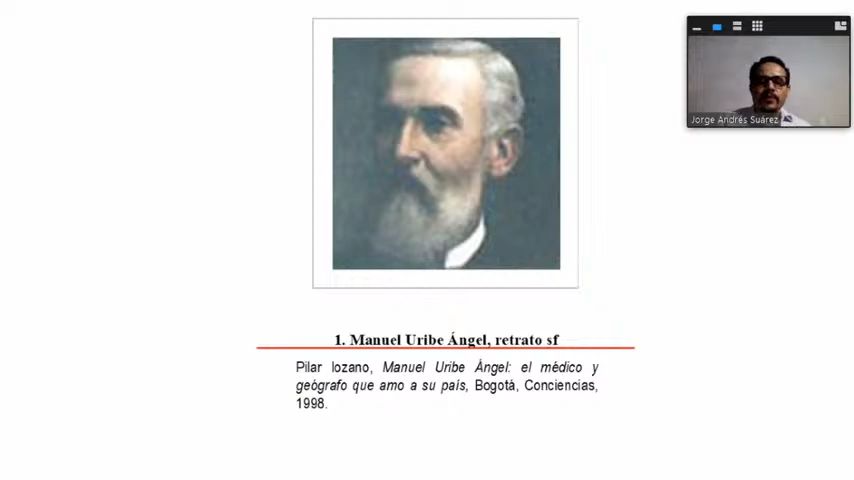 Jorge Andrés Suárez
1. Manuel Uribe Ángel, retrato sf
Pilar lozano, Manuel Uribe Ángel: el médico y
geógrafo que amo a su país, Bogotá, Conciencias,
1998.